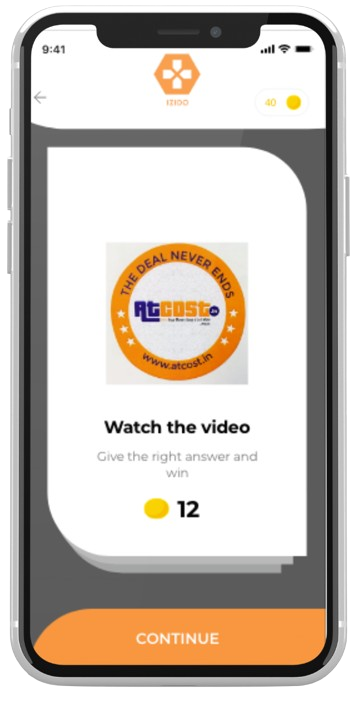 9:41
IZIGO
40
THE DEAL NEVER ENDS
AtCOST.in
www.atcost.in
Watch the video
Give the right answer and
win
12
CONTINUE